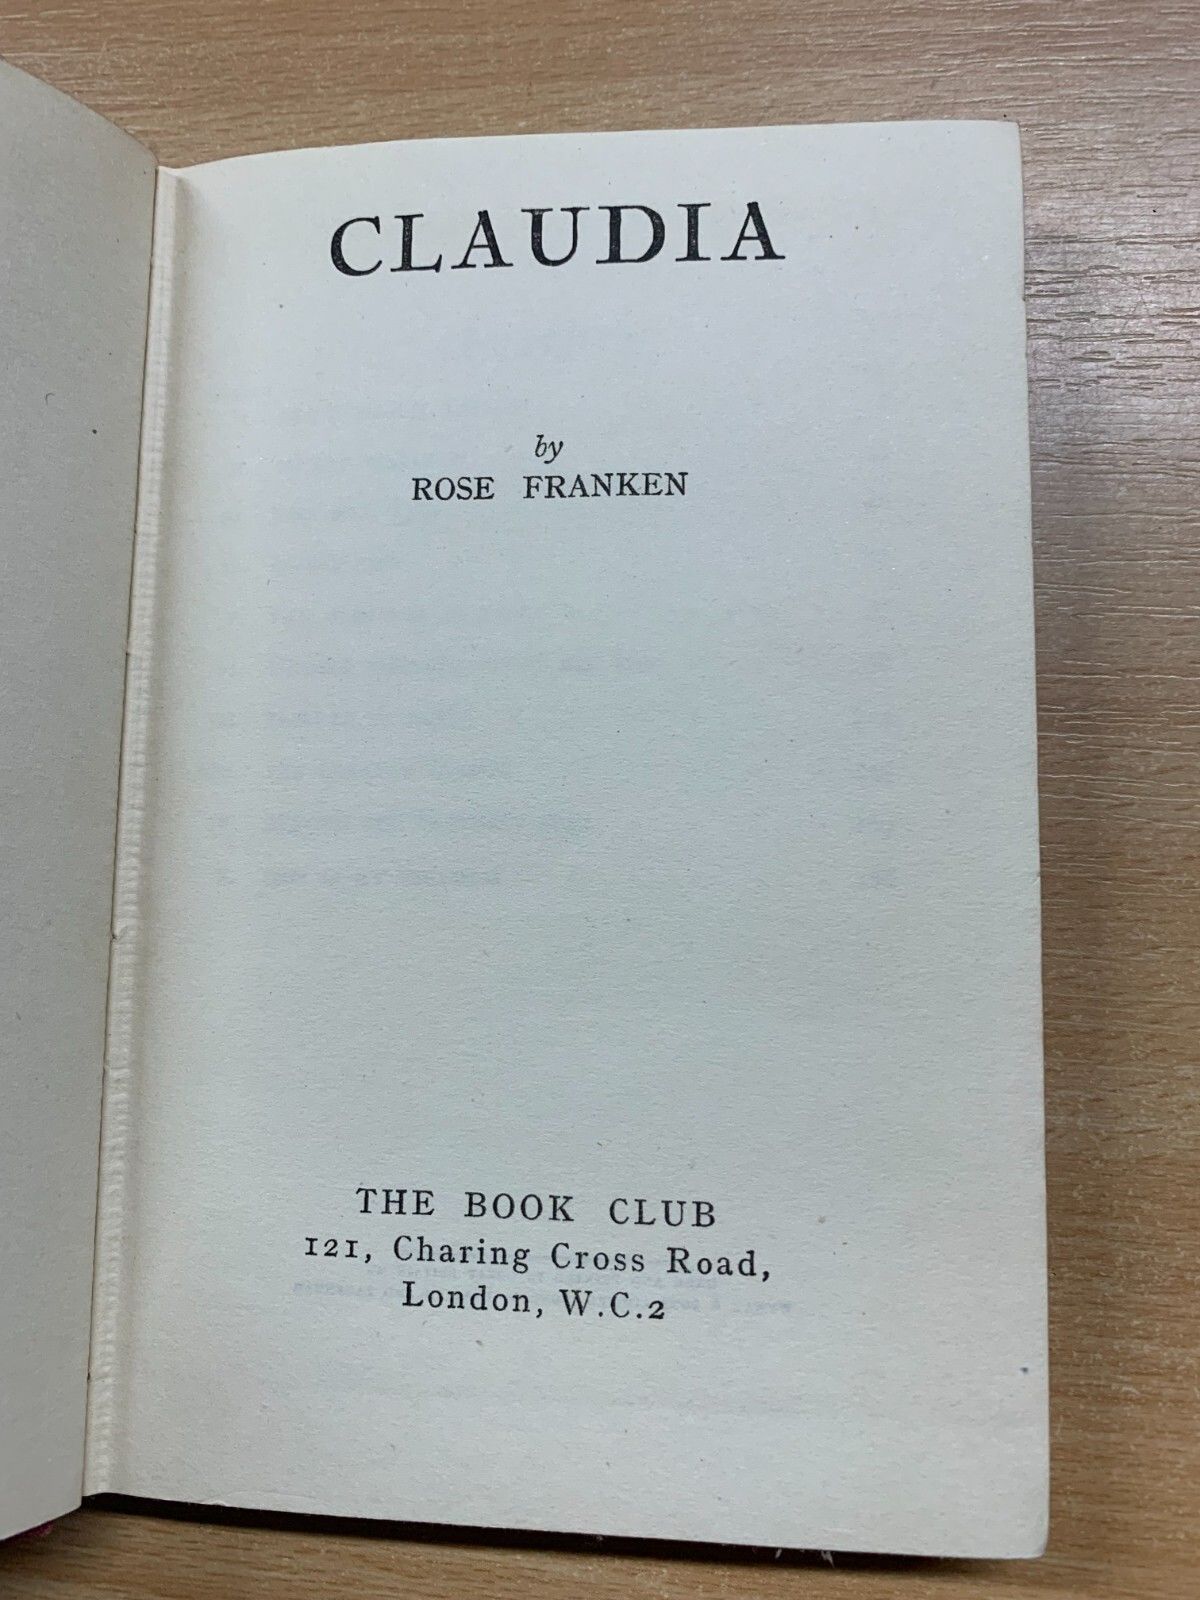 CLAUDIA
by
ROSE FRANKEN
THE BOOK CLUB
121, Charing Cross Road,
London, W.C.2